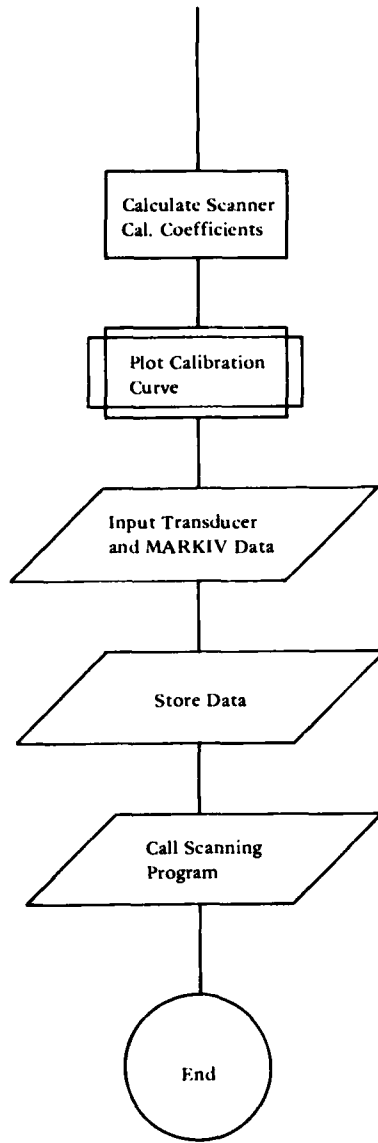 Calculate Scanner
Cal. Coefficients
Plot Calibration
Curve
Input Transducer
and MARKIV Data
Store Data
Call Scanning
Program
End